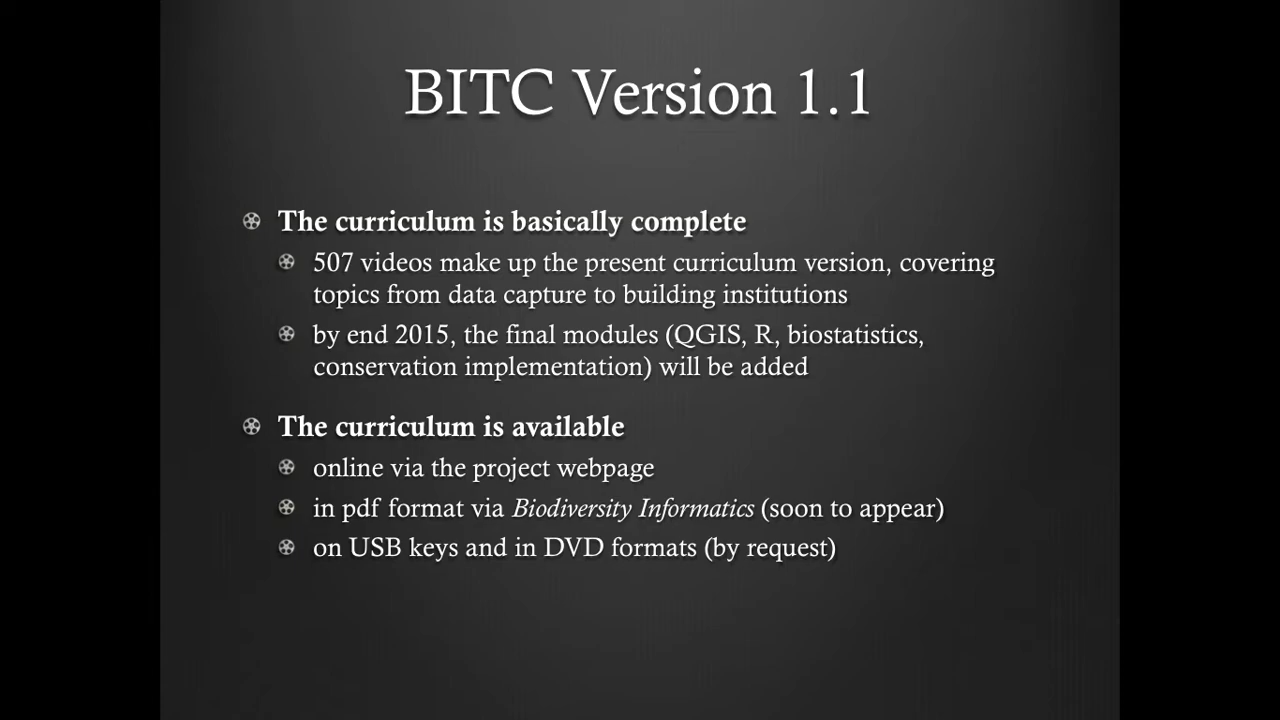 BITC Version 1.1
The curriculum is basically complete
507 videos make up the present curriculum version, covering
topics from data capture to building institutions
by end 2015, the final modules (QGIS, R, biostatistics,
conservation implementation) will be added
The curriculum is available
online via the project webpage
in pdf format via Biodiversity Informatics (soon to appear)
on USB keys and in DVD formats (by request)